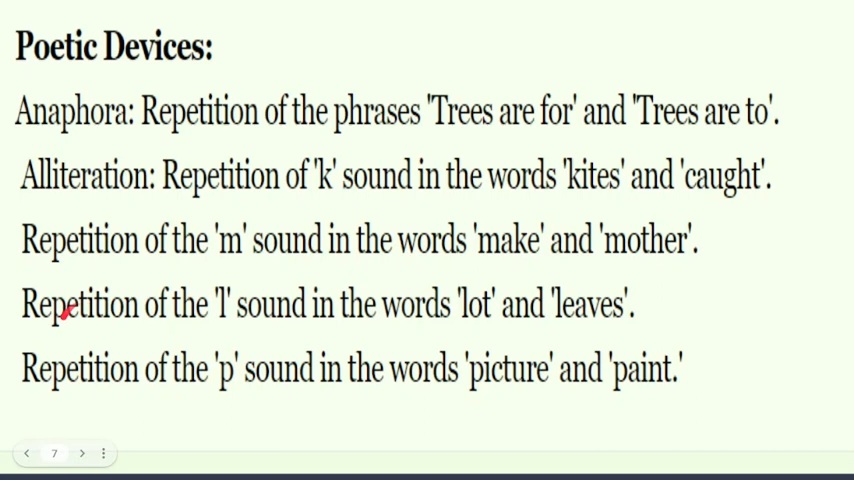 Poetic Devices:
Anaphora: Repetition of the phrases 'Trees are for' and 'Trees are to'.
Alliteration: Repetition of 'k' sound in the words 'kites' and 'caught'.
Repetition of the 'm' sound in the words 'make' and 'mother'.
Repetition of the 'l' sound in the words 'lot' and 'leaves'.
Repetition of the 'p' sound in the words 'picture' and 'paint.'
7